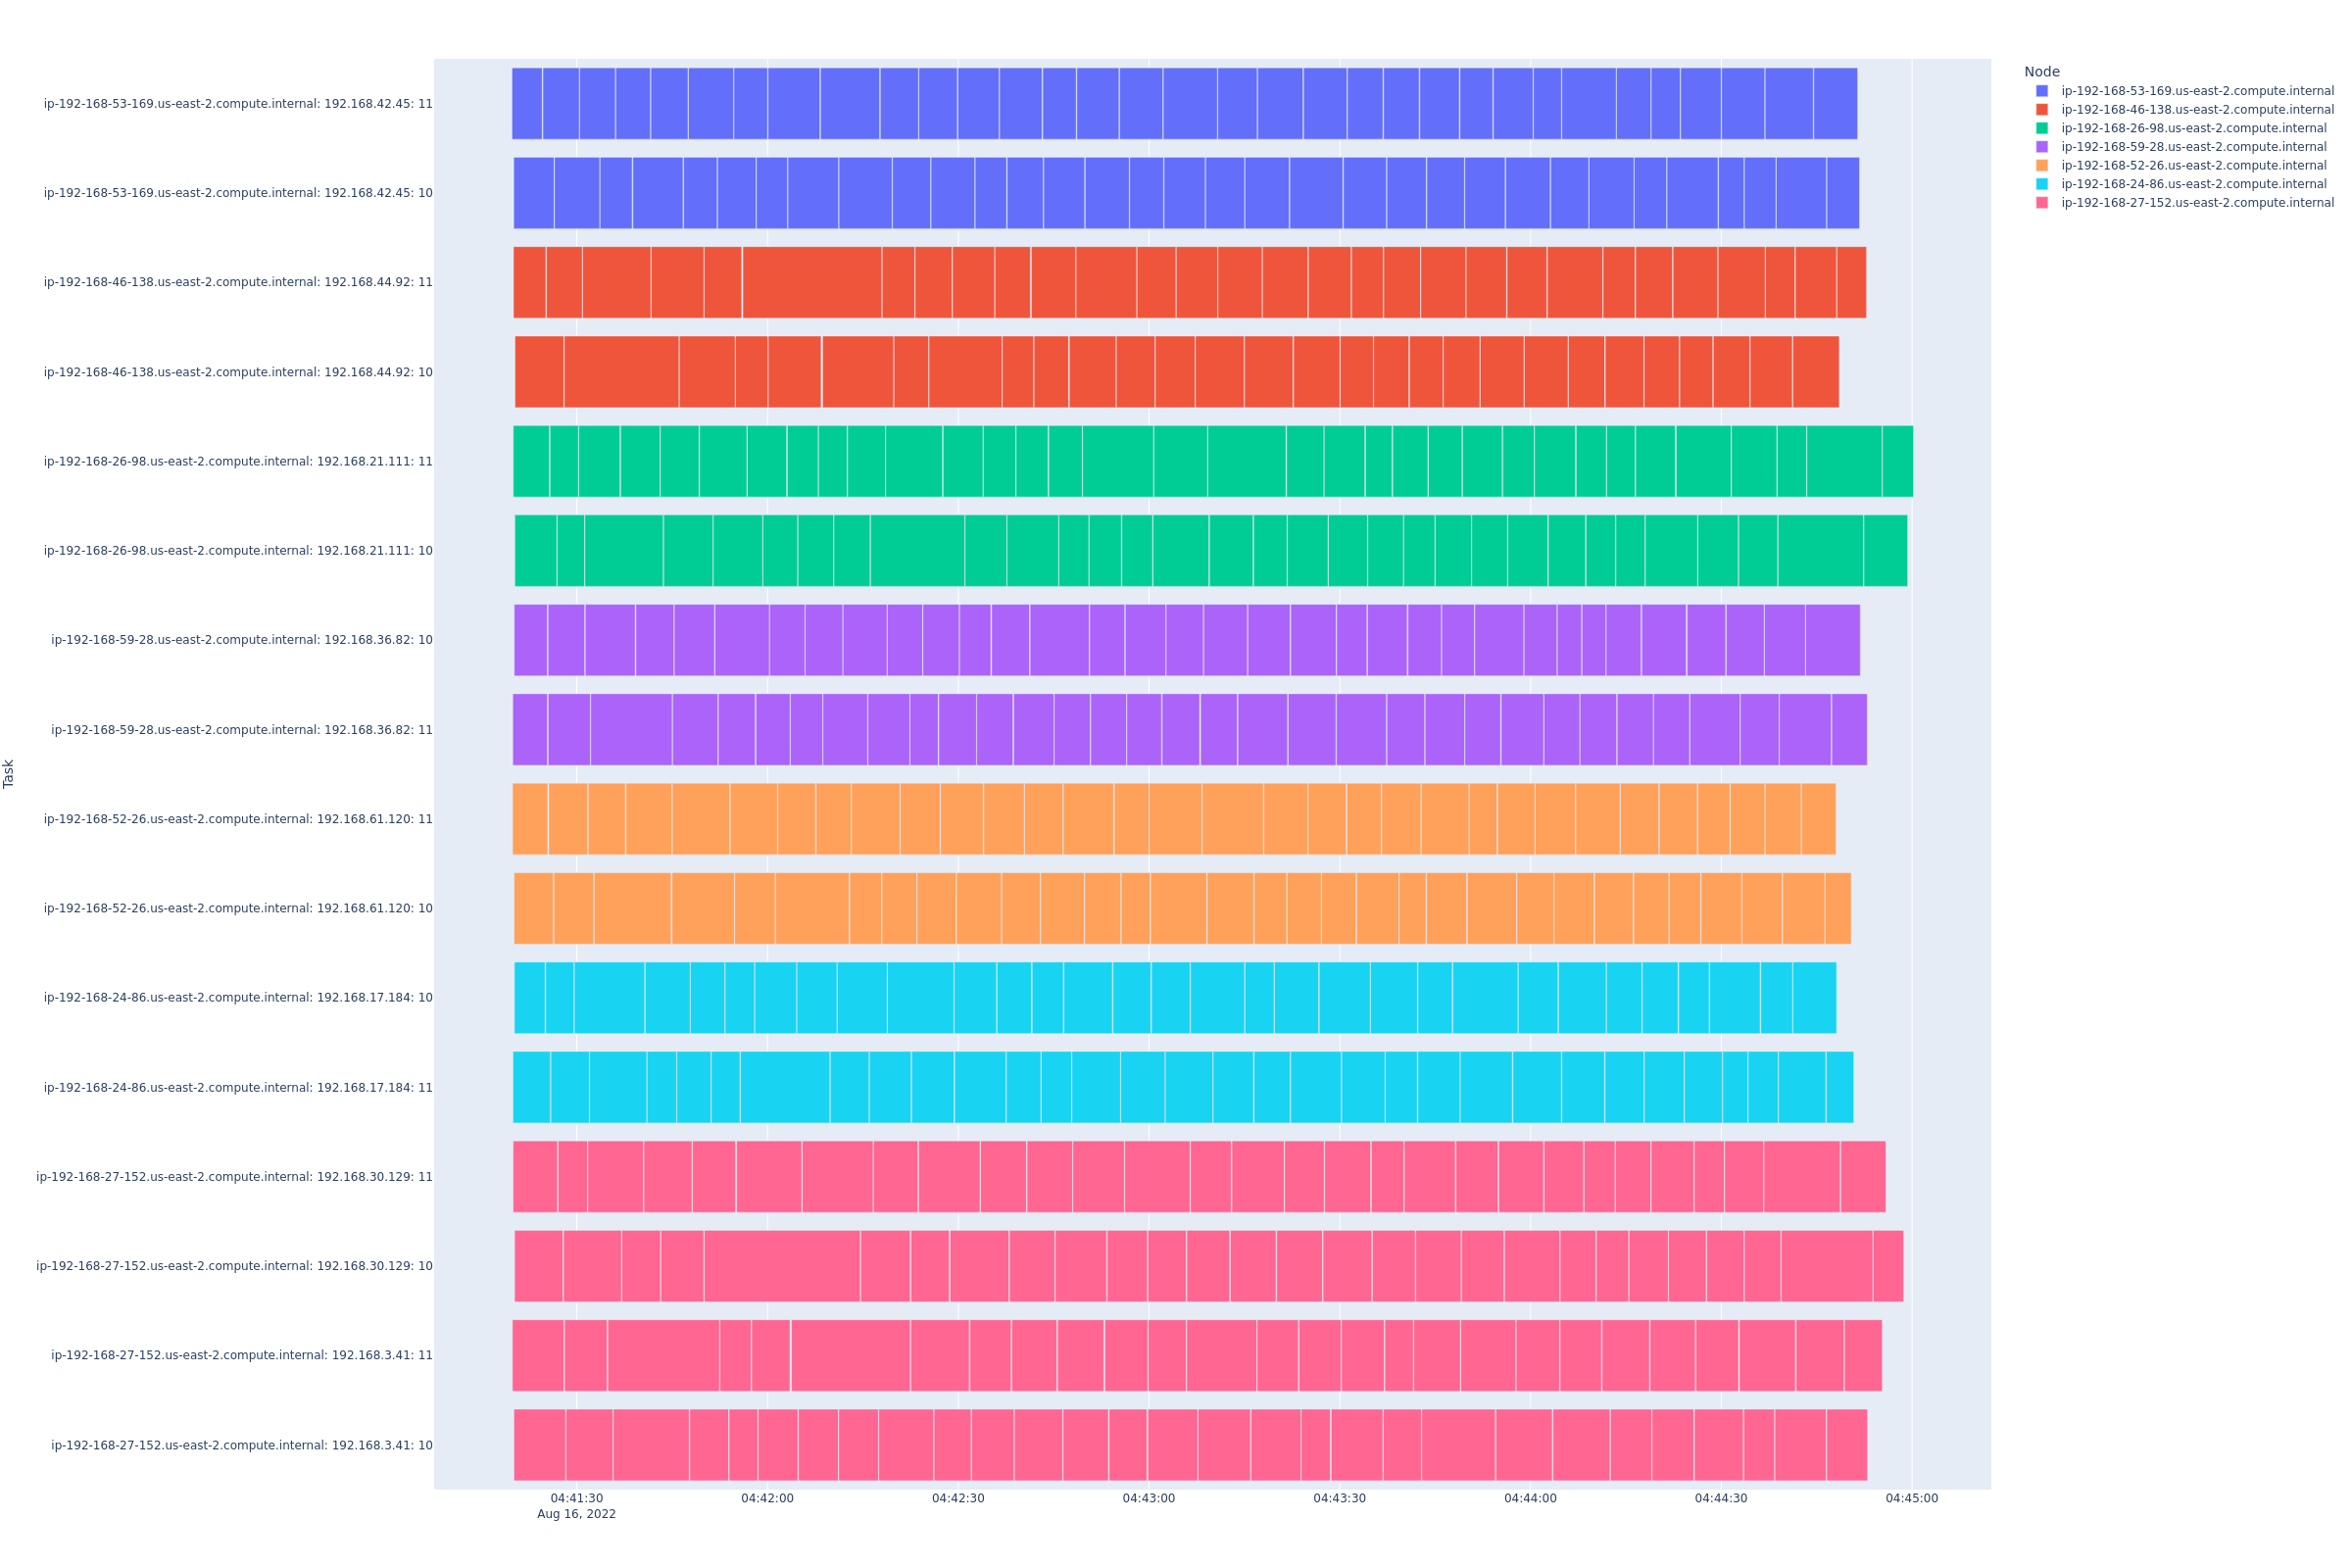 Node
ip-192-168-53-169.us-east-2.compute.internal
ip-192-168-46-138.us-east-2.compute.internal
ip-192-168-26-98.us-east-2.compute.internal
ip-192-168-59-28.us-east-2.compute.internal
ip-192-168-52-26.us-east-2.compute.internal
ip-192-168-24-86.us-east-2.compute.internal
ip-192-168-27-152.us-east-2.compute.internal
ip-192-168-53-169.us-east-2.compute.internal: 192.168.42.45: 11
ip-192-168-53-169.us-east-2.compute.internal: 192.168.42.45: 10
ip-192-168-46-138.us-east-2.compute.internal: 192.168.44.92: 11
ip-192-168-46-138.us-east-2.compute.internal: 192.168.44.92: 10
ip-192-168-26-98.us-east-2.compute.internal: 192.168.21.111: 11
ip-192-168-26-98.us-east-2.compute.internal: 192.168.21.111: 10
ip-192-168-59-28.us-east-2.compute.internal: 192.168.36.82: 10
ip-192-168-59-28.us-east-2.compute.internal: 192.168.36.82: 11
Task
ip-192-168-52-26.us-east-2.compute.internal: 192.168.61.120: 11
ip-192-168-52-26.us-east-2.compute.internal: 192.168.61.120: 10
ip-192-168-24-86.us-east-2.compute.internal: 192.168.17.184: 10
ip-192-168-24-86.us-east-2.compute.internal: 192.168.17.184: 11
ip-192-168-27-152.us-east-2.compute.internal: 192.168.30.129: 11
ip-192-168-27-152.us-east-2.compute.internal: 192.168.30.129: 10
ip-192-168-27-152.us-east-2.compute.internal: 192.168.3.41: 11
ip-192-168-27-152.us-east-2.compute.internal: 192.168.3.41: 10
04:41:30 04:42:00 04:42:30 04:43:00 04:43:30 04:44:00 04:44:30 04:45:00
Aug 16, 2022